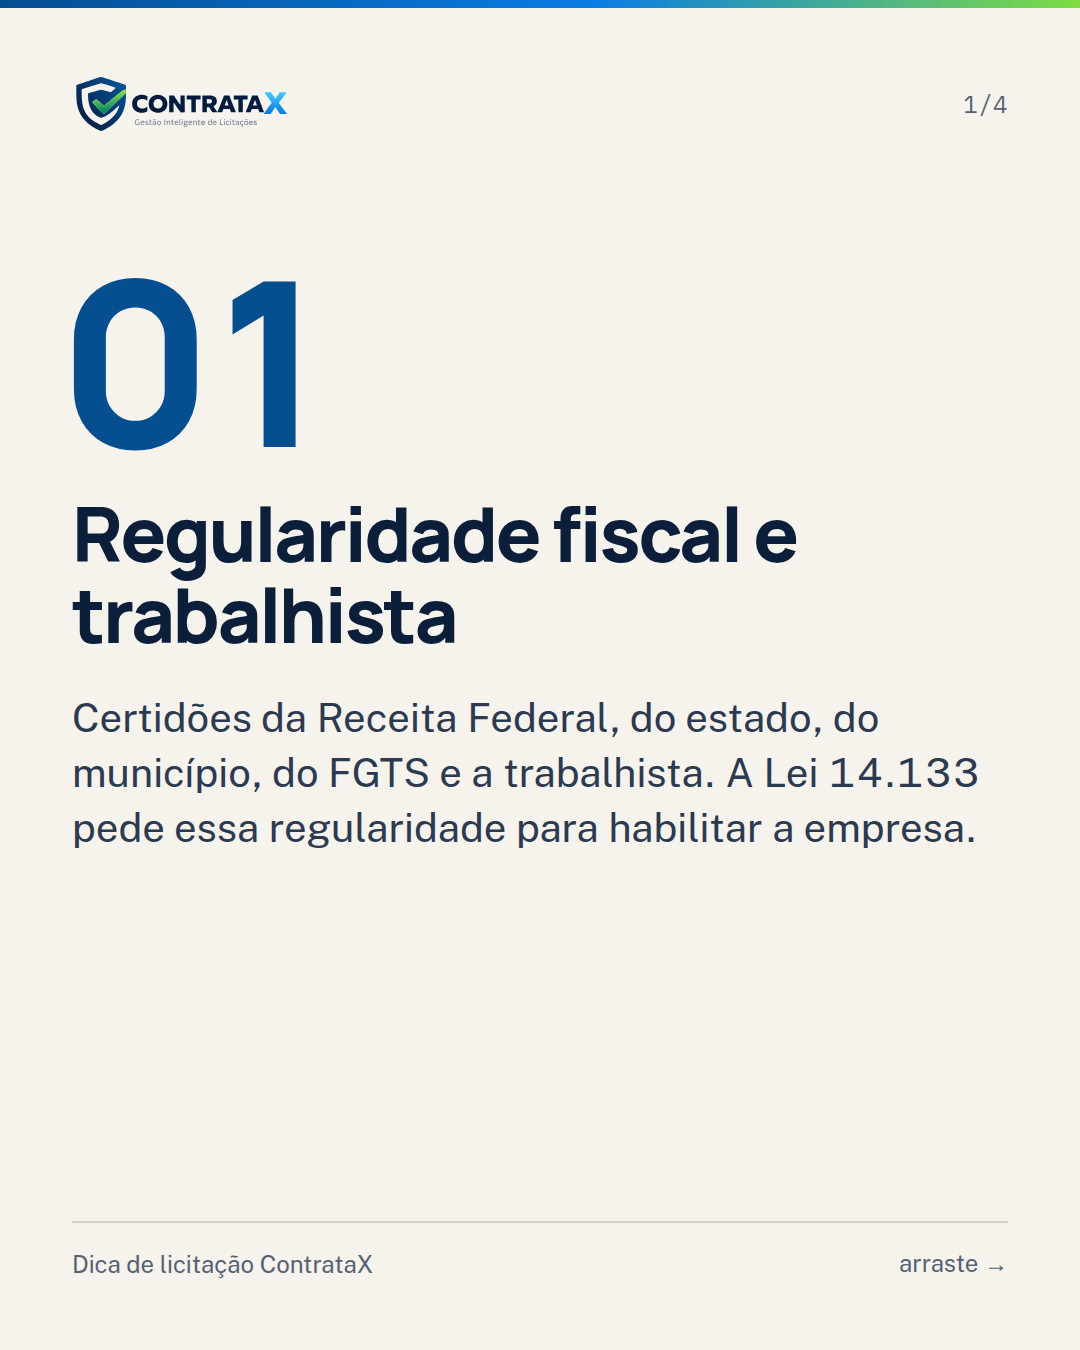 CONTRATAX
Gestão Inteligente de Licitações
1/4
01
Regularidade fiscal e
trabalhista
Certidões da Receita Federal, do estado, do
município, do FGTS e a trabalhista. A Lei 14.133
pede essa regularidade para habilitar a empresa.
Dica de licitação ContrataX
arraste →